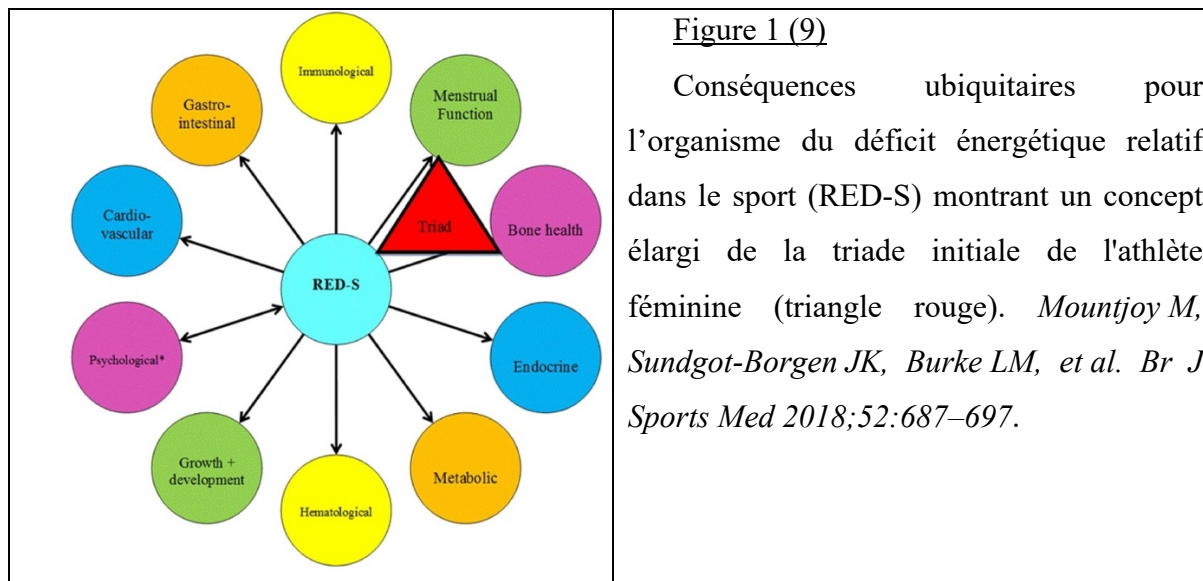 Immunological
Menstrual
Function
Gastro-
intestinal
Triad
Bone health
Cardio-
vascular
RED-S
Psychological*
Endocrine
Growth +
development
Metabolic
Hematological
Figure 1 (9)
Conséquences ubiquitaires pour
l’organisme du déficit énergétique relatif
dans le sport (RED-S) montrant un concept
élargi de la triade initiale de l'athlète
féminine (triangle rouge). Mountjoy M,
Sundgot-Borgen JK, Burke LM, et al. Br J
Sports Med 2018;52:687–697.